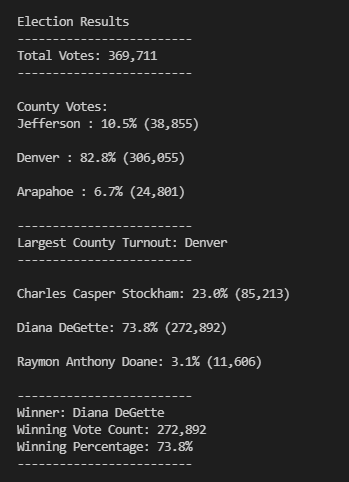 Election Results
-------------------------
Total Votes: 369,711
-------------------------
County Votes:
Jefferson : 10.5% (38,855)
Denver : 82.8% (306,055)
Arapahoe : 6.7% (24,801)
-------------------------
Largest County Turnout: Denver
-------------------------
Charles Casper Stockham: 23.0% (85,213)
Diana DeGette: 73.8% (272,892)
Raymon Anthony Doane: 3.1% (11,606)
-------------------------
Winner: Diana DeGette
Winning Vote Count: 272,892
Winning Percentage: 73.8%
-------------------------